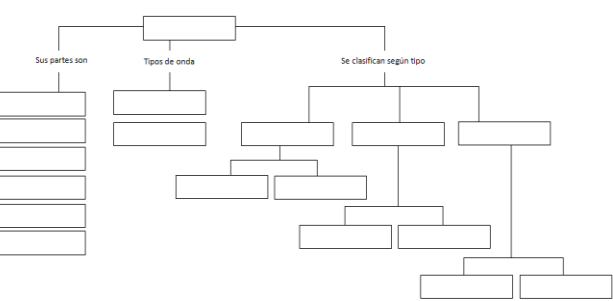 Sus partes son
Tipos de onda
Se clasifican según tipo